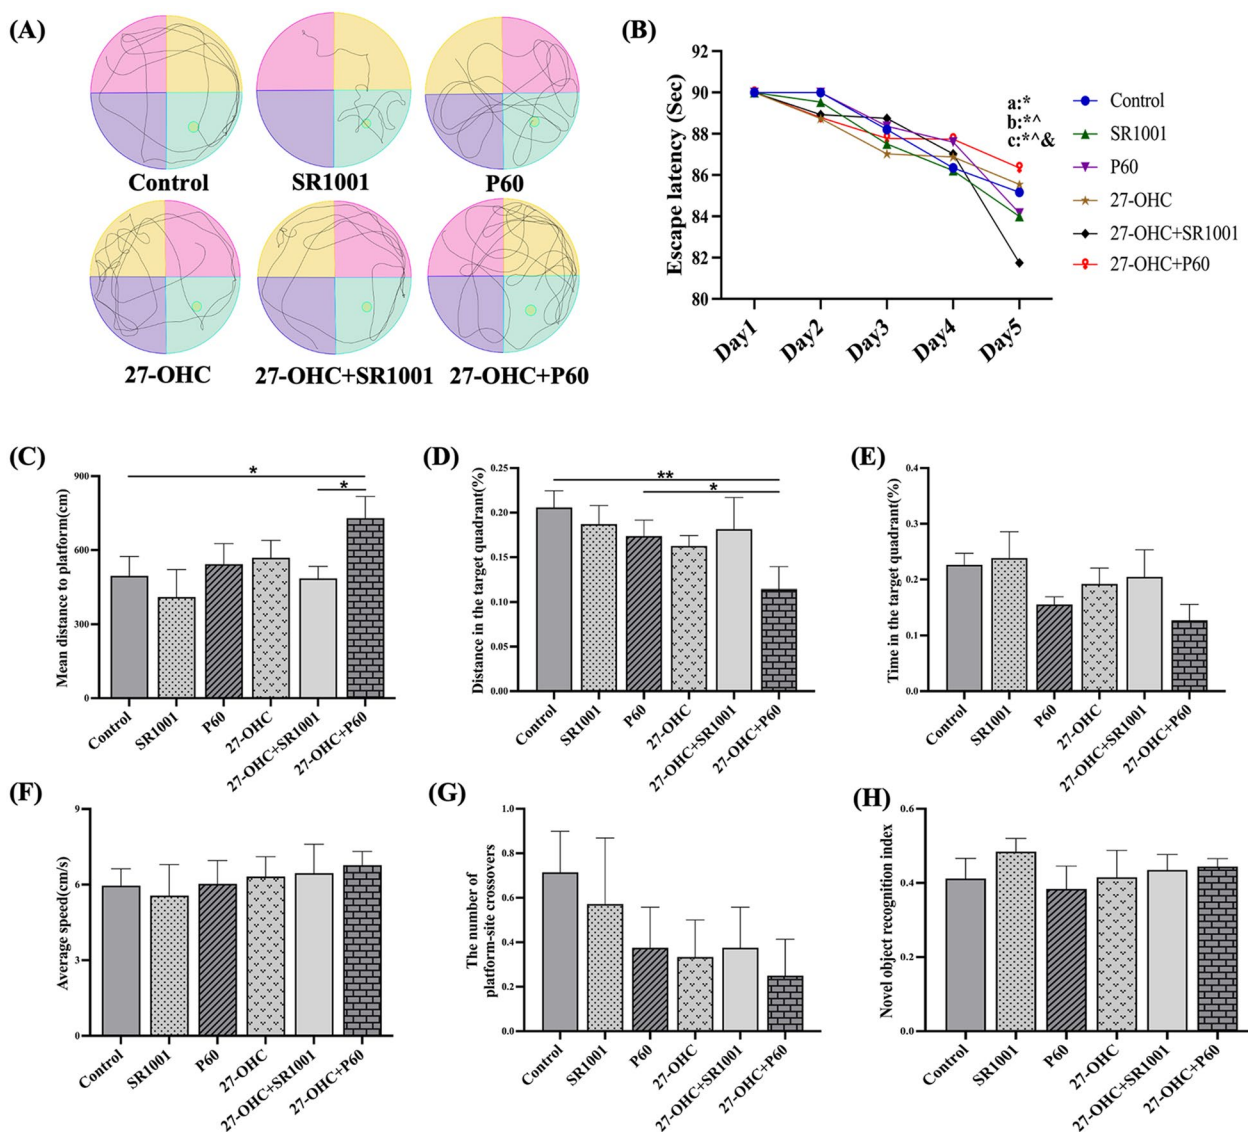 (A)
Control
SR1001
P60
27-OHC
27-OHC+SR1001
27-OHC+P60
(B)
Escape latency (Sec)
92
90
88
86
84
82
80
Day1
Day2
Day3
Day4
Day5
a:*
b:*^
c:*^&
Control
SR1001
P60
27-OHC
27-OHC+SR1001
27-OHC+P60
(C)
Mean distance to platform(cm)
900
600
300
0
*
*
Control
SR1001
P60
27-OHC
27-OHC+SR1001
27-OHC+P60
(D)
Distance in the target quadrant(%)
0.25
0.20
0.15
0.10
0.05
0.00
**
*
Control
SR1001
P60
27-OHC
27-OHC+SR1001
27-OHC+P60
(E)
Time in the target quadrant(%)
0.4
0.3
0.2
0.1
0.0
Control
SR1001
P60
27-OHC
27-OHC+SR1001
27-OHC+P60
(F)
Average speed(cm/s)
9
6
3
0
Control
SR1001
P60
27-OHC
27-OHC+SR1001
27-OHC+P60
(G)
The number of
platform-site crossovers
1.0
0.8
0.6
0.4
0.2
0.0
Control
SR1001
P60
27-OHC
27-OHC+SR1001
27-OHC+P60
(H)
Novel object recognition index
0.6
0.4
0.2
0.0
Control
SR1001
P60
27-OHC
27-OHC+SR1001
27-OHC+P60